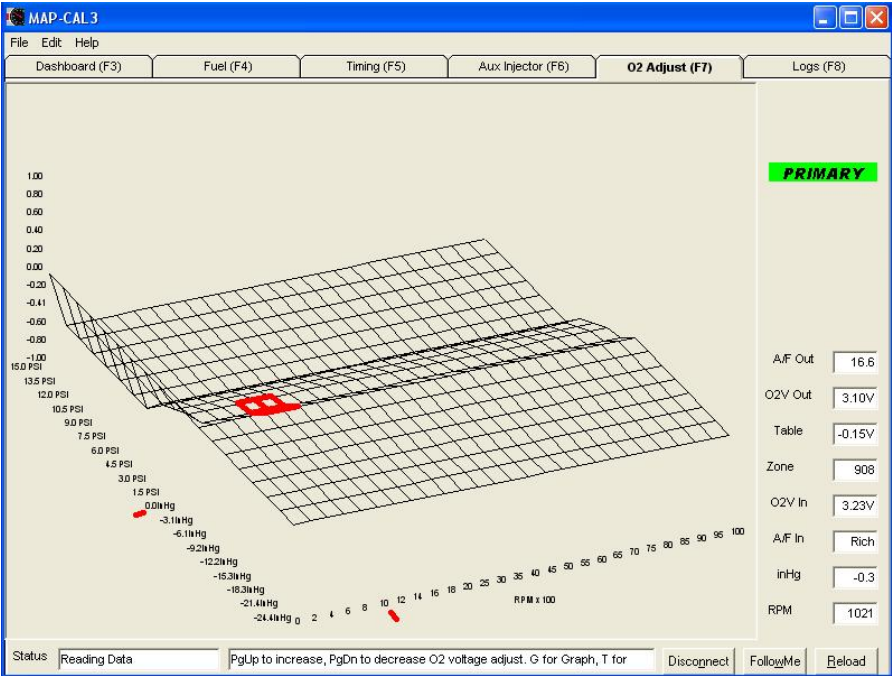 MAP-CAL3
File Edit Help
Dashboard (F3) Fuel (F4) Timing (F5) Aux Injector (F6) O2 Adjust (F7) Logs (F8)
PRIMARY
1.00
0.80
0.60
0.40
0.20
0.00
-0.20
-0.41
-0.60
-0.80
-1.00
15.0 PSI
13.5 PSI
12.0 PSI
10.5 PSI
9.0 PSI
7.5 PSI
6.0 PSI
4.5 PSI
3.0 PSI
1.5 PSI
0.0InHg
-3.1InHg
-6.1InHg
-9.2InHg
-12.2InHg
-15.3InHg
-18.3InHg
-21.4InHg
-24.4InHg
0 2 4 6 8 10 12 14 16 18 20 25 30 35 40 45 50 55 60 65 70 75 80 85 90 95 100
RPM x 100
A/F Out 16.6
O2V Out 3.10V
Table -0.15V
Zone 908
O2V In 3.23V
A/F In Rich
inHg -0.3
RPM 1021
Status Reading Data PgUp to increase, PgDn to decrease O2 voltage adjust. G for Graph, T for Disconnect FollowMe Reload